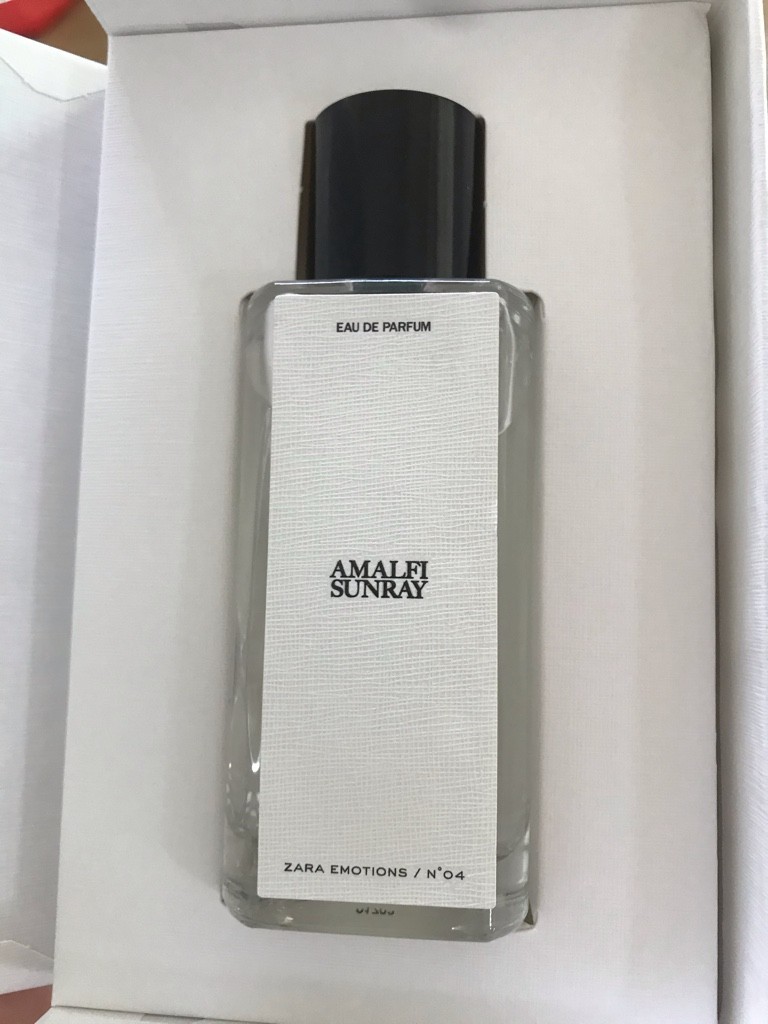 EAU DE PARFUM
AMALFI
SUNRAY
ZARA EMOTIONS / N°04